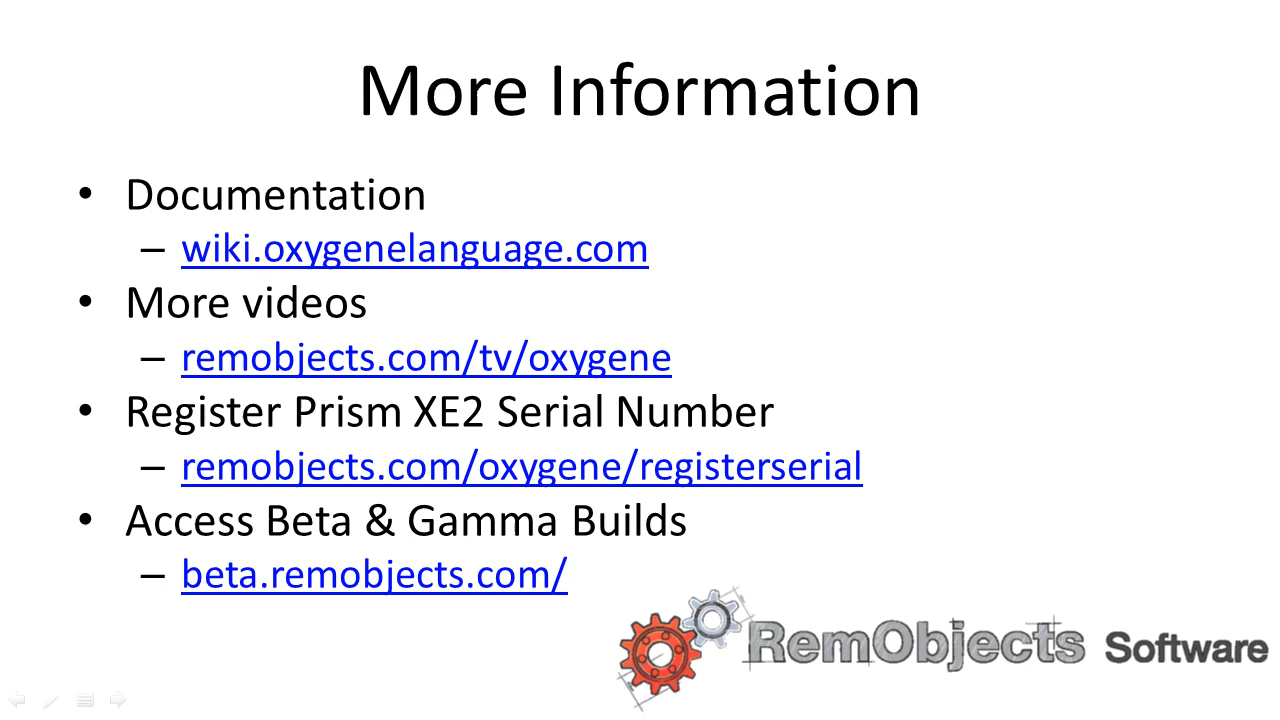 More Information
• Documentation
– wiki.oxygenelanguage.com
• More videos
– remobjects.com/tv/oxygene
• Register Prism XE2 Serial Number
– remobjects.com/oxygene/registerserial
• Access Beta & Gamma Builds
– beta.remobjects.com/
RemObjects Software